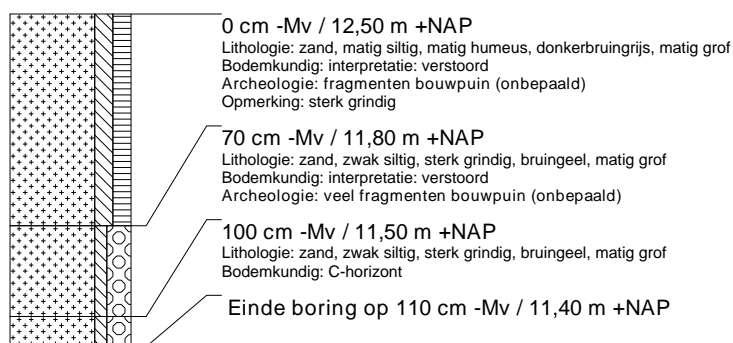 0 cm -Mv / 12,50 m +NAP
Lithologie: zand, matig siltig, matig humeus, donkerbruingrijs, matig grof
Bodemkundig: interpretatie: verstoord
Archeologie: fragmenten bouwpuin (onbepaald)
Opmerking: sterk grindig
70 cm -Mv / 11,80 m +NAP
Lithologie: zand, zwak siltig, sterk grindig, bruingeel, matig grof
Bodemkundig: interpretatie: verstoord
Archeologie: veel fragmenten bouwpuin (onbepaald)
100 cm -Mv / 11,50 m +NAP
Lithologie: zand, zwak siltig, sterk grindig, bruingeel, matig grof
Bodemkundig: C-horizont
Einde boring op 110 cm -Mv / 11,40 m +NAP